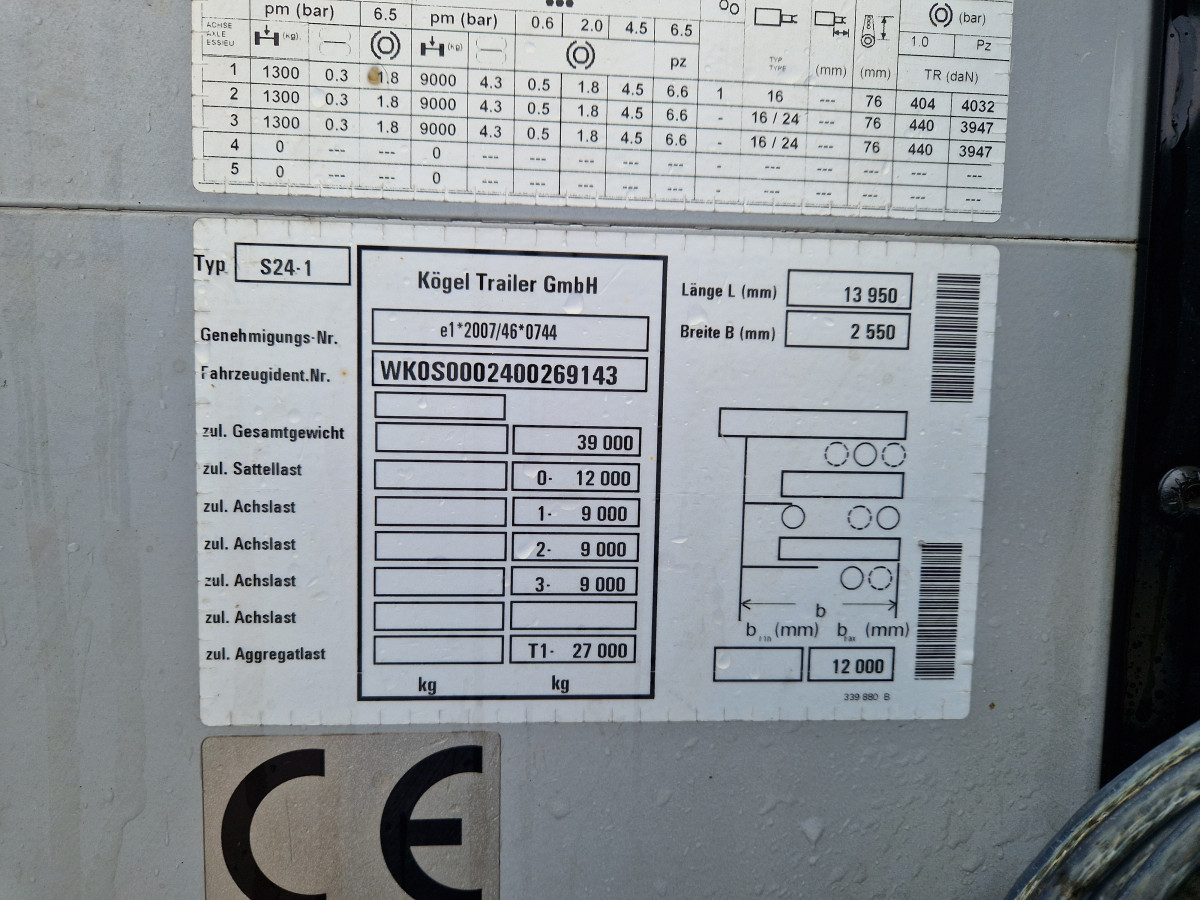 pm (bar) 6.5 pm (bar) 0.6 2.0 4.5 6.5 (bar)
ACHSE
AXLE
ESSIEU
(kg) (kg) pz TYP TYPE (mm) (mm) 1.0 Pz
TR (daN)
1 1300 0.3 1.8 9000 4.3 0.5 1.8 4.5 6.6 1 16 --- 76 404 4032
2 1300 0.3 1.8 9000 4.3 0.5 1.8 4.5 6.6 - 16 / 24 --- 76 440 3947
3 1300 0.3 1.8 9000 4.3 0.5 1.8 4.5 6.6 - 16 / 24 --- 76 440 3947
4 0 --- --- 0 --- --- --- --- --- - --- --- --- --- ---
5 0 --- --- 0 --- --- --- --- --- - --- --- --- --- ---
Typ S24-1
Kögel Trailer GmbH
Länge L (mm) 13 950
Genehmigungs-Nr. e1*2007/46*0744
Breite B (mm) 2 550
Fahrzeugident.Nr. WK0S0002400269143
zul. Gesamtgewicht 39 000
zul. Sattellast 0- 12 000
zul. Achslast 1- 9 000
zul. Achslast 2- 9 000
zul. Achslast 3- 9 000
zul. Achslast
zul. Aggregatlast T1- 27 000
kg kg
b
b min (mm) b max (mm)
12 000
339 880 B
CE